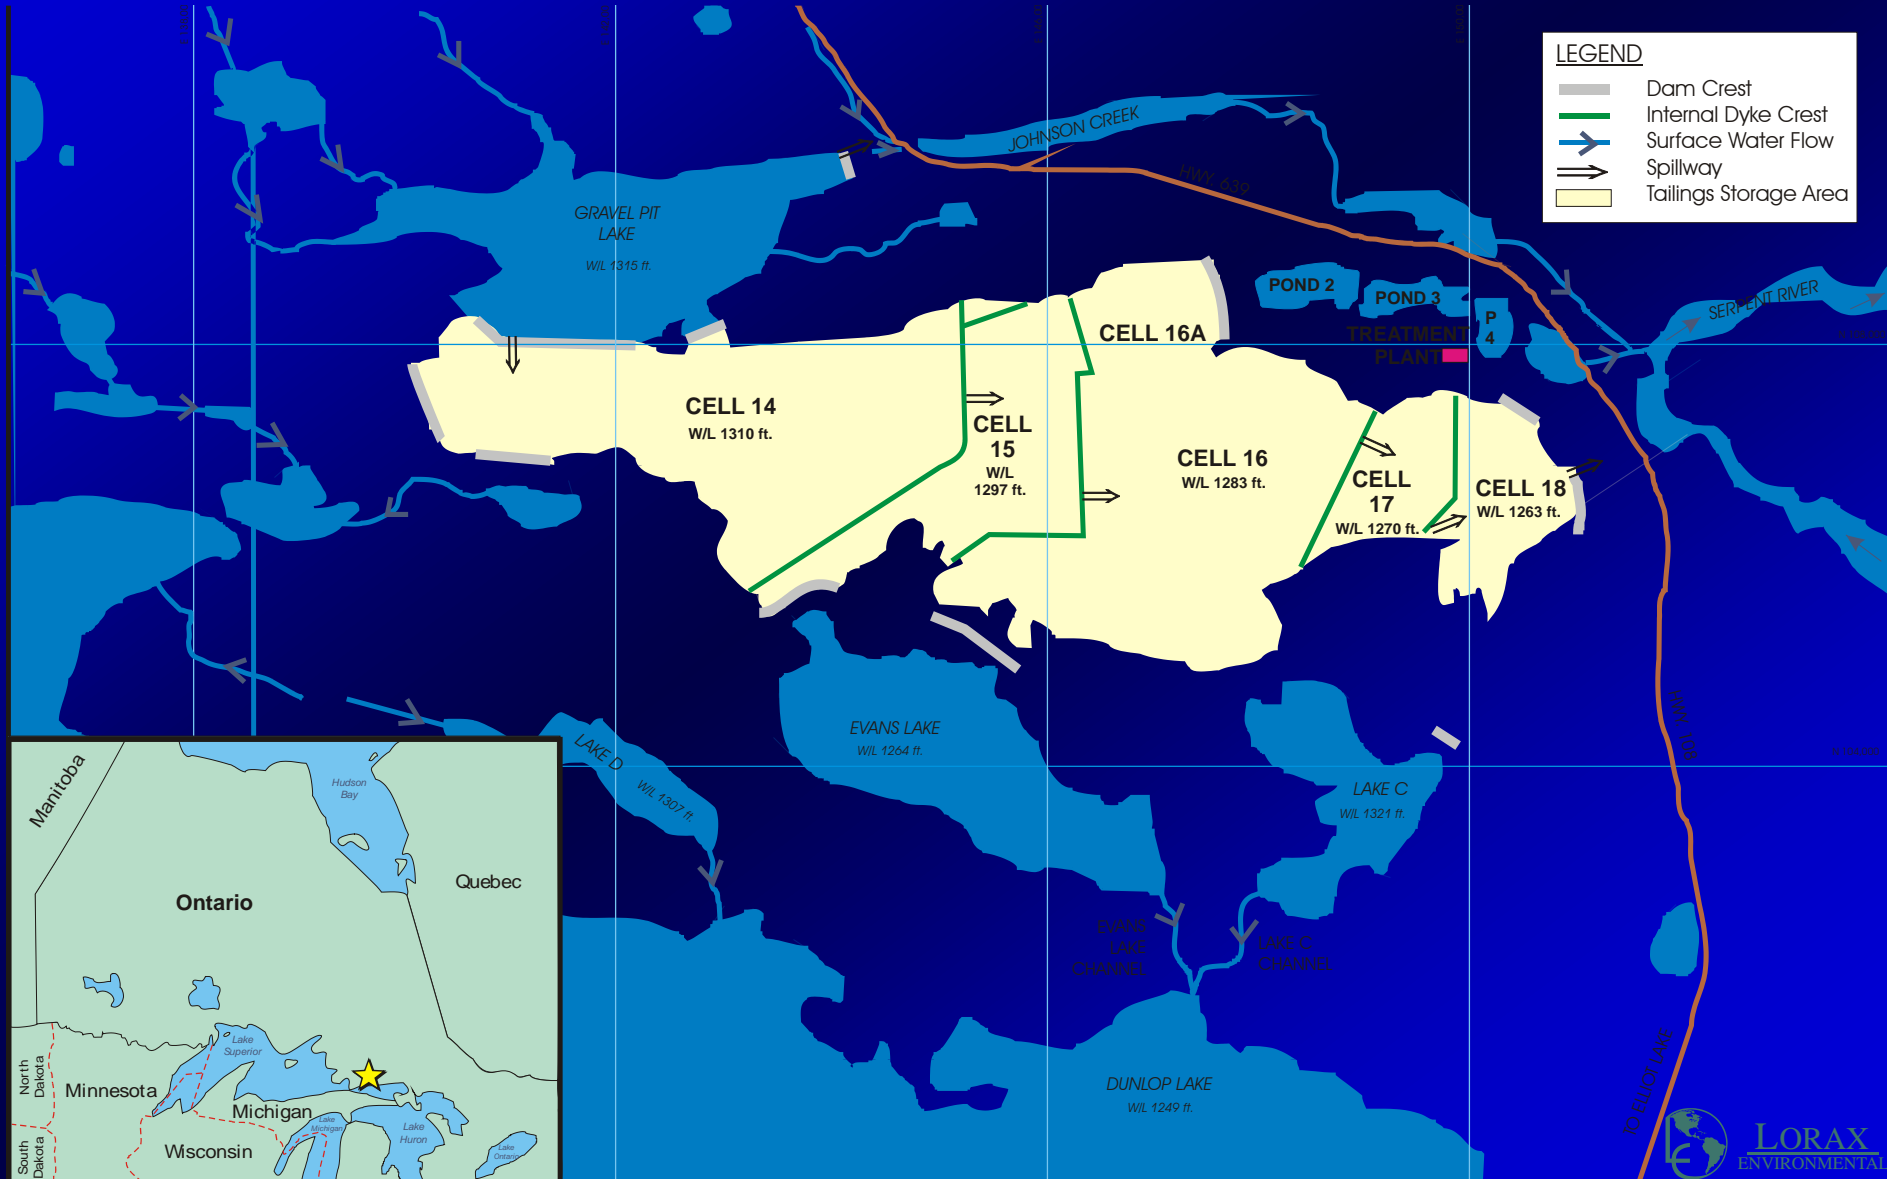 LEGEND
Dam Crest
Internal Dyke Crest
Surface Water Flow
Spillway
Tailings Storage Area
JOHNSON CREEK
HWY. 639
GRAVEL PIT
LAKE
W/L 1315 ft.
POND 2
POND 3
P
4
SERPENT RIVER
TREATMENT
PLANT
CELL 16A
CELL 14
W/L 1310 ft.
CELL
15
W/L
1297 ft.
CELL 16
W/L 1283 ft.
CELL
17
W/L 1270 ft.
CELL 18
W/L 1263 ft.
EVANS LAKE
W/L 1264 ft.
LAKE D
W/L 1307 ft.
LAKE C
W/L 1321 ft.
EVANS
LAKE
CHANNEL
LAKE C
DUNLOP LAKE
W/L 1249 ft.
TO ELLIOT LAKE
Manitoba
Hudson
Bay
Ontario
Quebec
Lake
Superior
North
Dakota
Minnesota
Michigan
Lake
Michigan
Lake
Huron
Wisconsin
Lake
Ontario
South
Dakota
LORAX
ENVIRONMENTAL